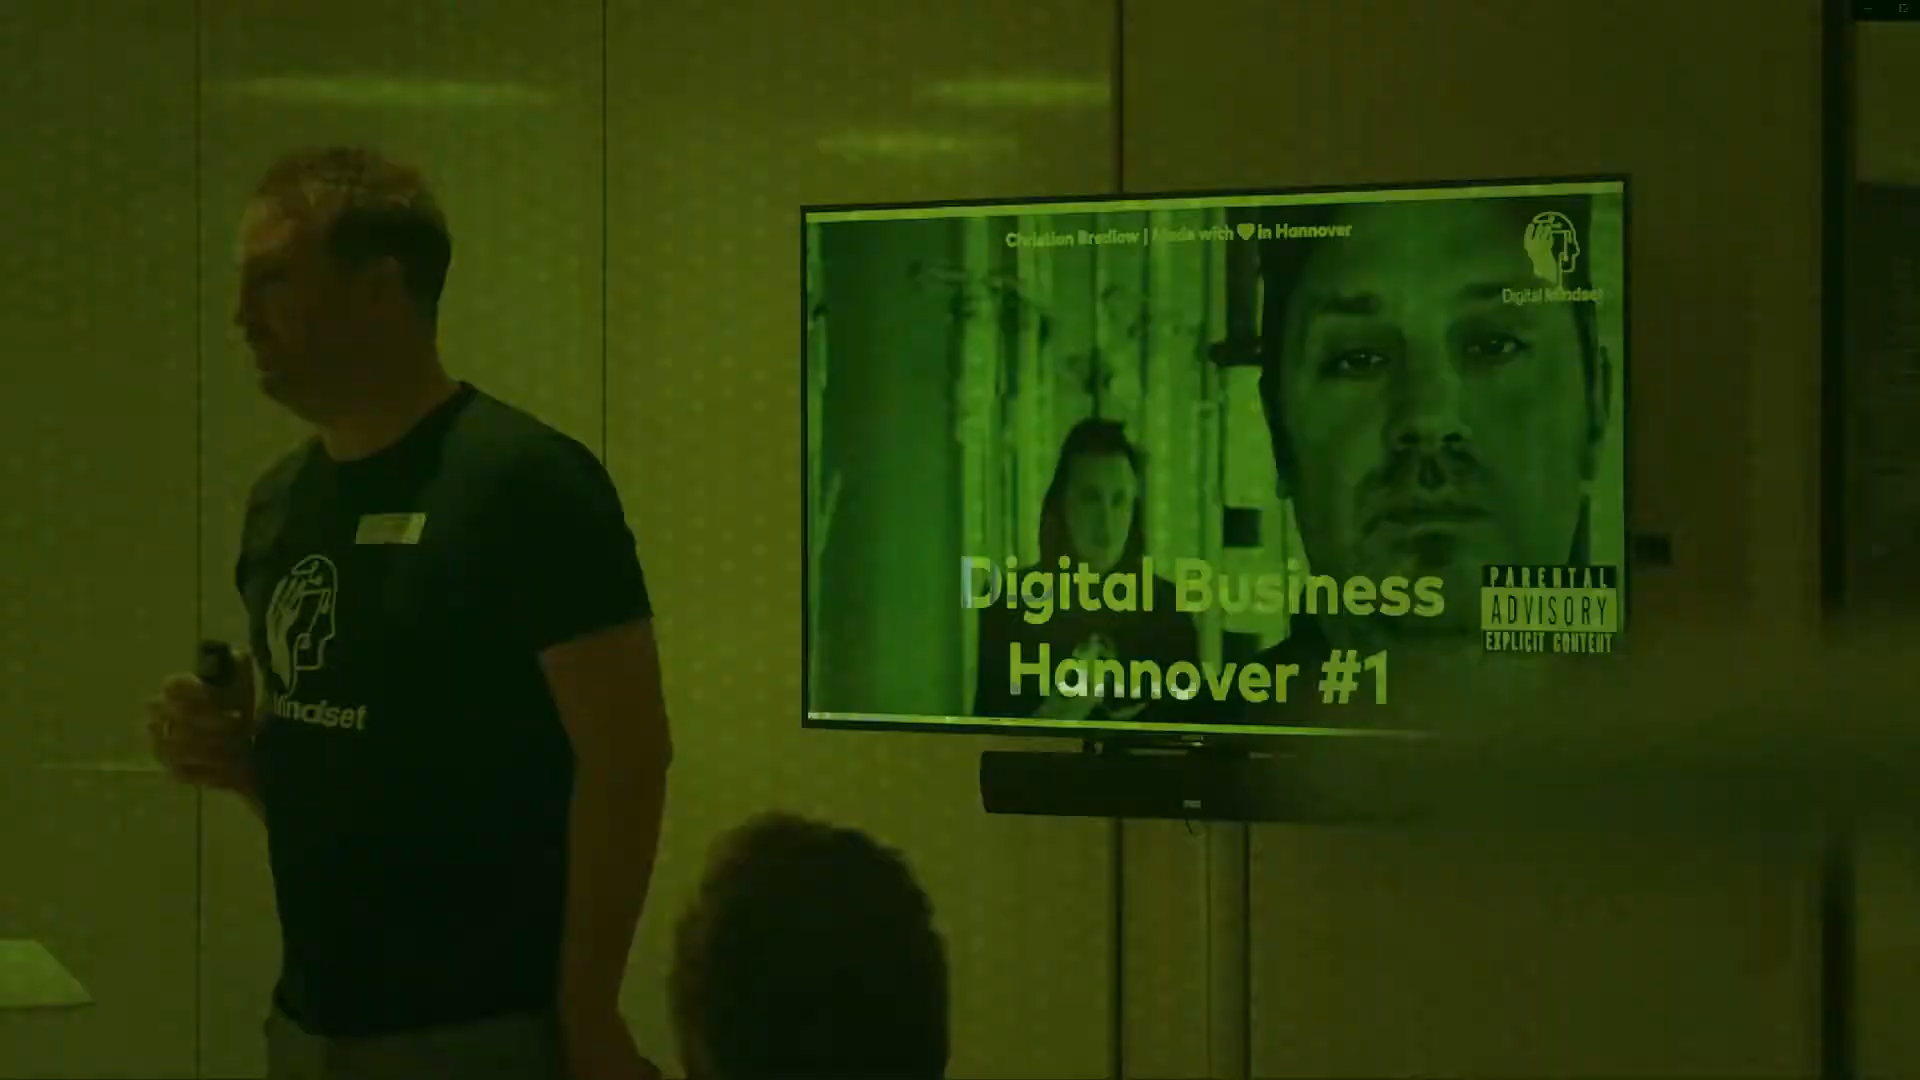 Christian Bredlow | Made with ♥ in Hannover
Digital Mindset
Digital Business
Hannover #1
PARENTAL
ADVISORY
EXPLICIT CONTENT
Mindset